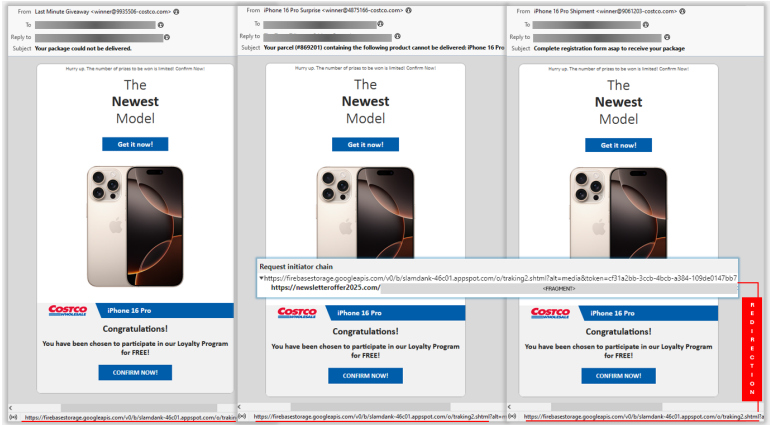 From Last Minute Giveaway <winner@9935506-costco.com>
To
Reply to
Subject Your package could not be delivered.
Hurry up. The number of prizes to be won is limited! Confirm Now!
The
Newest
Model
Get it now!
COSTCO
WHOLESALE
iPhone 16 Pro
Congratulations!
You have been chosen to participate in our Loyalty Program
for FREE!
CONFIRM NOW!
https://firebasestorage.googleapis.com/v0/b/slamdank-46c01.appspot.com/o/traking2.shtml?alt=m
From iPhone 16 Pro Surprise <winner@4875166-costco.com>
To
Reply to
Subject Your parcel (#869201) containing the following product cannot be delivered: iPhone 16 Pro
Hurry up. The number of prizes to be won is limited! Confirm Now!
The
Newest
Model
Get it now!
Request initiator chain
https://firebasestorage.googleapis.com/v0/b/slamdank-46c01.appspot.com/o/traking2.shtml?alt=media&token=cf31a2bb-3ccb-4bcb-a384-109de0147bb7
https://newsletteroffer2025.com/
<FRAGMENT>
COSTCO
WHOLESALE
iPhone 16 Pro
Congratulations!
You have been chosen to participate in our Loyalty Program
for FREE!
CONFIRM NOW!
https://firebasestorage.googleapis.com/v0/b/slamdank-46c01.appspot.com/o/traking2.shtml?alt=m
From iPhone 16 Pro Shipment <winner@9061203-costco.com>
To
Reply to
Subject Complete registration form asap to receive your package
Hurry up. The number of prizes to be won is limited! Confirm Now!
The
Newest
Model
Get it now!
COSTCO
WHOLESALE
iPhone 16 Pro
Congratulations!
You have been chosen to participate in our Loyalty Program
for FREE!
CONFIRM NOW!
https://firebasestorage.googleapis.com/v0/b/slamdank-46c01.appspot.com/o/traking2.shtml?a
REDIRECTION